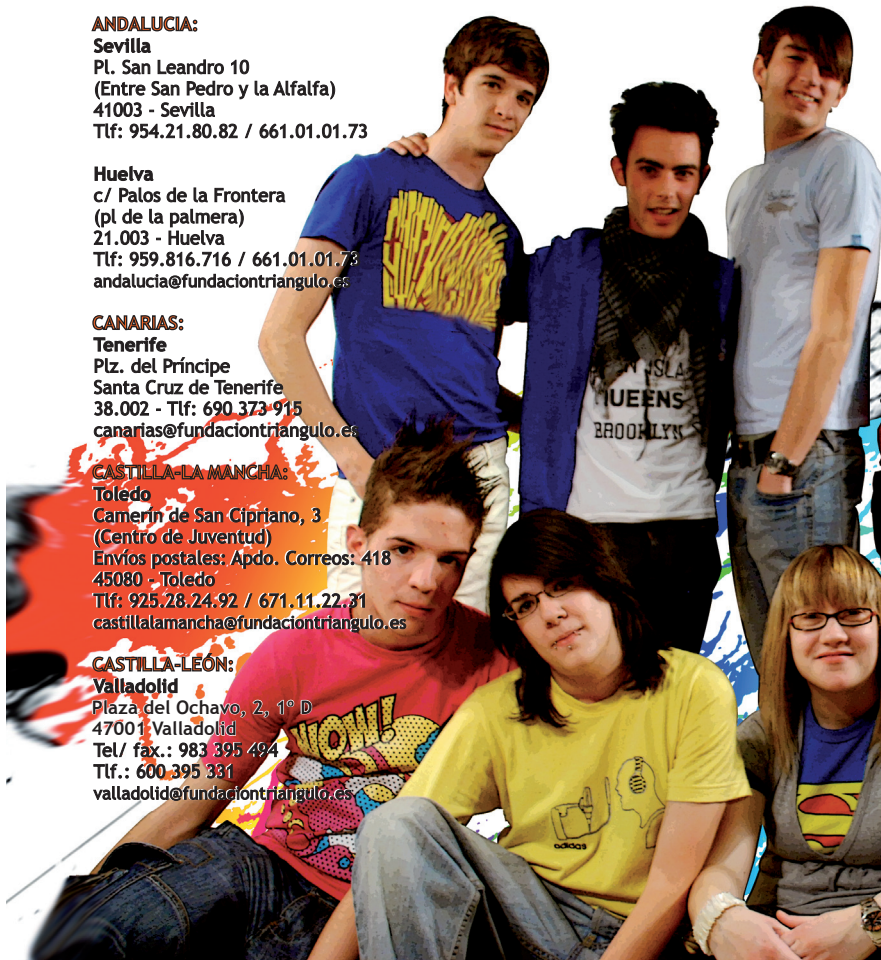 ANDALUCIA:
Sevilla
Pl. San Leandro 10
(Entre San Pedro y la Alfalfa)
41003 - Sevilla
Tlf: 954.21.80.82 / 661.01.01.73
Huelva
c/ Palos de la Frontera
(pl de la palmera)
21.003 - Huelva
Tlf: 959.816.716 / 661.01.01.73
andalucia@fundaciontriangulo.es
CANARIAS:
Tenerife
Plz. del Príncipe
Santa Cruz de Tenerife
38.002 - Tlf: 690 373 915
canarias@fundaciontriangulo.es
CASTILLA-LA MANCHA:
Toledo
Camerín de San Cipriano, 3
(Centro de Juventud)
Envíos postales: Apdo. Correos: 418
45080 - Toledo
Tlf: 925.28.24.92 / 671.11.22.31
castillalamancha@fundaciontriangulo.es
CASTILLA-LEÓN:
Valladolid
Plaza del Ochavo, 2, 1º D
47001 Valladolid
Tel/ fax.: 983 395 494
Tlf.: 600 395 331
valladolid@fundaciontriangulo.es
BROOKLYN
WOW!
adidas